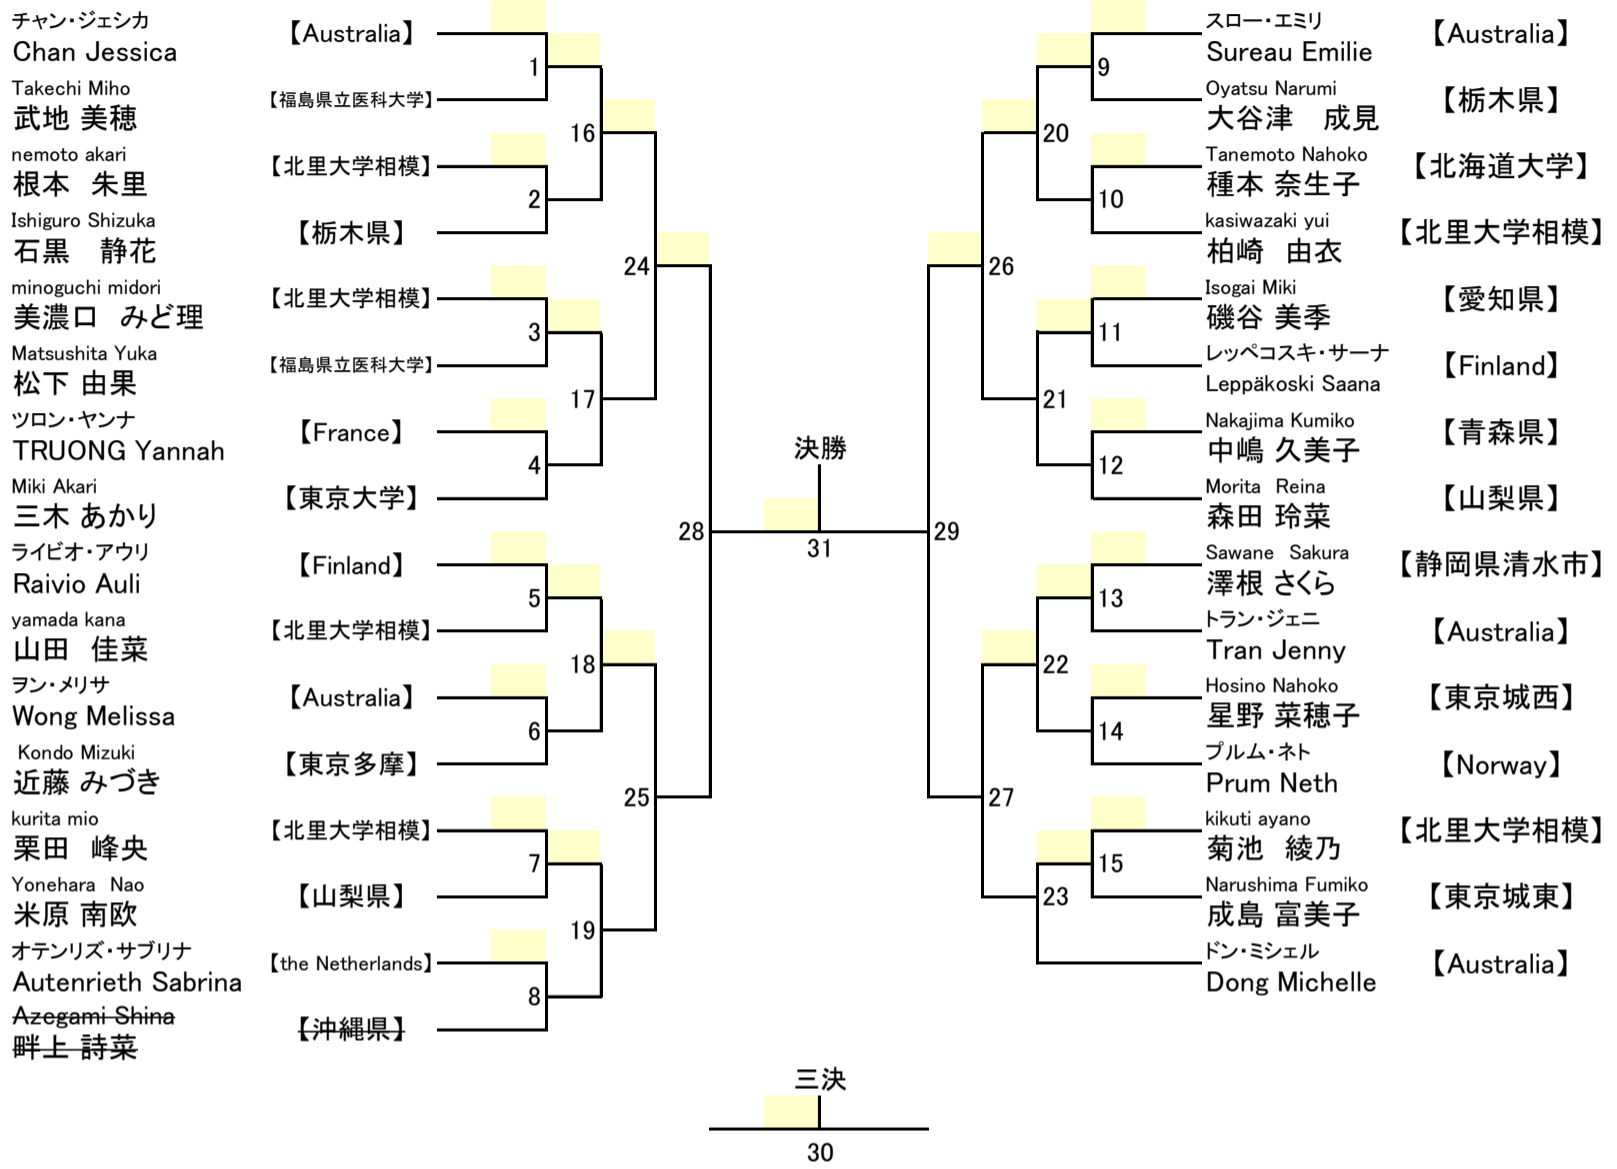 チャン・ジェシカ
Chan Jessica
【Australia】
1
Takechi Miho
武地 美穂
【福島県立医科大学】
16
nemoto akari
根本　朱里
【北里大学相模】
2
Ishiguro Shizuka
石黒　静花
【栃木県】
24
minoguchi midori
美濃口　みど理
【北里大学相模】
3
Matsushita Yuka
松下 由果
【福島県立医科大学】
17
ツロン・ヤンナ
TRUONG Yannah
【France】
4
Miki Akari
三木 あかり
【東京大学】
28
ライビオ・アウリ
Raivio Auli
【Finland】
5
yamada kana
山田　佳菜
【北里大学相模】
18
ヲン・メリサ
Wong Melissa
【Australia】
6
Kondo Mizuki
近藤 みづき
【東京多摩】
25
kurita mio
栗田　峰央
【北里大学相模】
7
Yonehara　Nao
米原 南欧
【山梨県】
19
オテンリズ・サブリナ
Autenrieth Sabrina
【the Netherlands】
8
Azegami Shina
畔上 詩菜
【沖縄県】
決勝
31
三決
30
スロー・エミリ
Sureau Emilie
【Australia】
9
Oyatsu Narumi
大谷津　成見
【栃木県】
20
Tanemoto Nahoko
種本 奈生子
【北海道大学】
10
kasiwazaki yui
柏崎　由衣
【北里大学相模】
26
Isogai Miki
磯谷 美季
【愛知県】
11
レッペコスキ・サーナ
Leppäkoski Saana
【Finland】
21
Nakajima Kumiko
中嶋 久美子
【青森県】
12
Morita　Reina
森田 玲菜
【山梨県】
29
Sawane　Sakura
澤根 さくら
【静岡県清水市】
13
トラン・ジェニ
Tran Jenny
【Australia】
22
Hosino Nahoko
星野 菜穂子
【東京城西】
14
プルム・ネト
Prum Neth
【Norway】
27
kikuti ayano
菊池　綾乃
【北里大学相模】
15
Narushima Fumiko
成島 富美子
【東京城東】
23
ドン・ミシェル
Dong Michelle
【Australia】